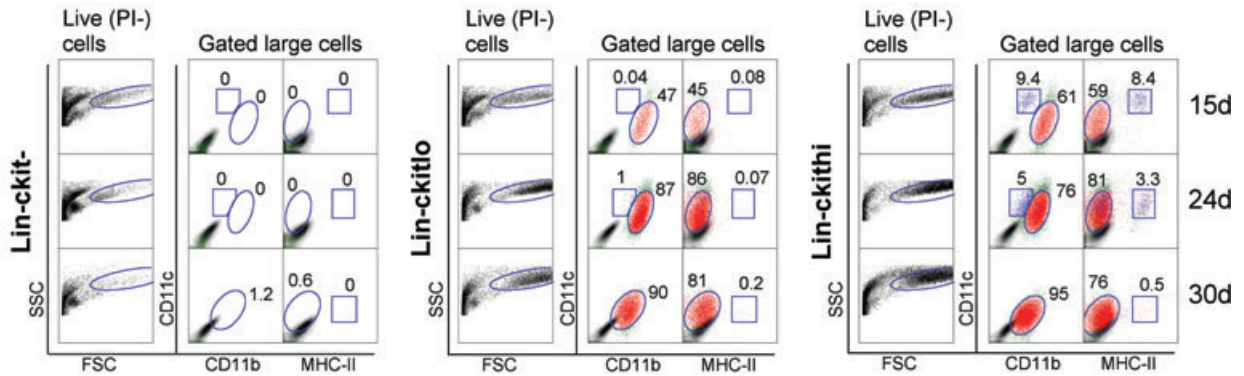 Live (PI-) cells
Gated large cells
Lin-ckit-
0 0 0 0
0 0 0 0
1.2 0.6 0
SSC
CD11c
FSC
CD11b
MHC-II
Live (PI-) cells
Gated large cells
Lin-ckitlo
0.04 47 45 0.08
1 87 86 0.07
90 81 0.2
SSC
CD11c
FSC
CD11b
MHC-II
Live (PI-) cells
Gated large cells
Lin-ckithi
9.4 61 59 8.4
15d
5 76 81 3.3
24d
95 76 0.5
30d
SSC
CD11c
FSC
CD11b
MHC-II